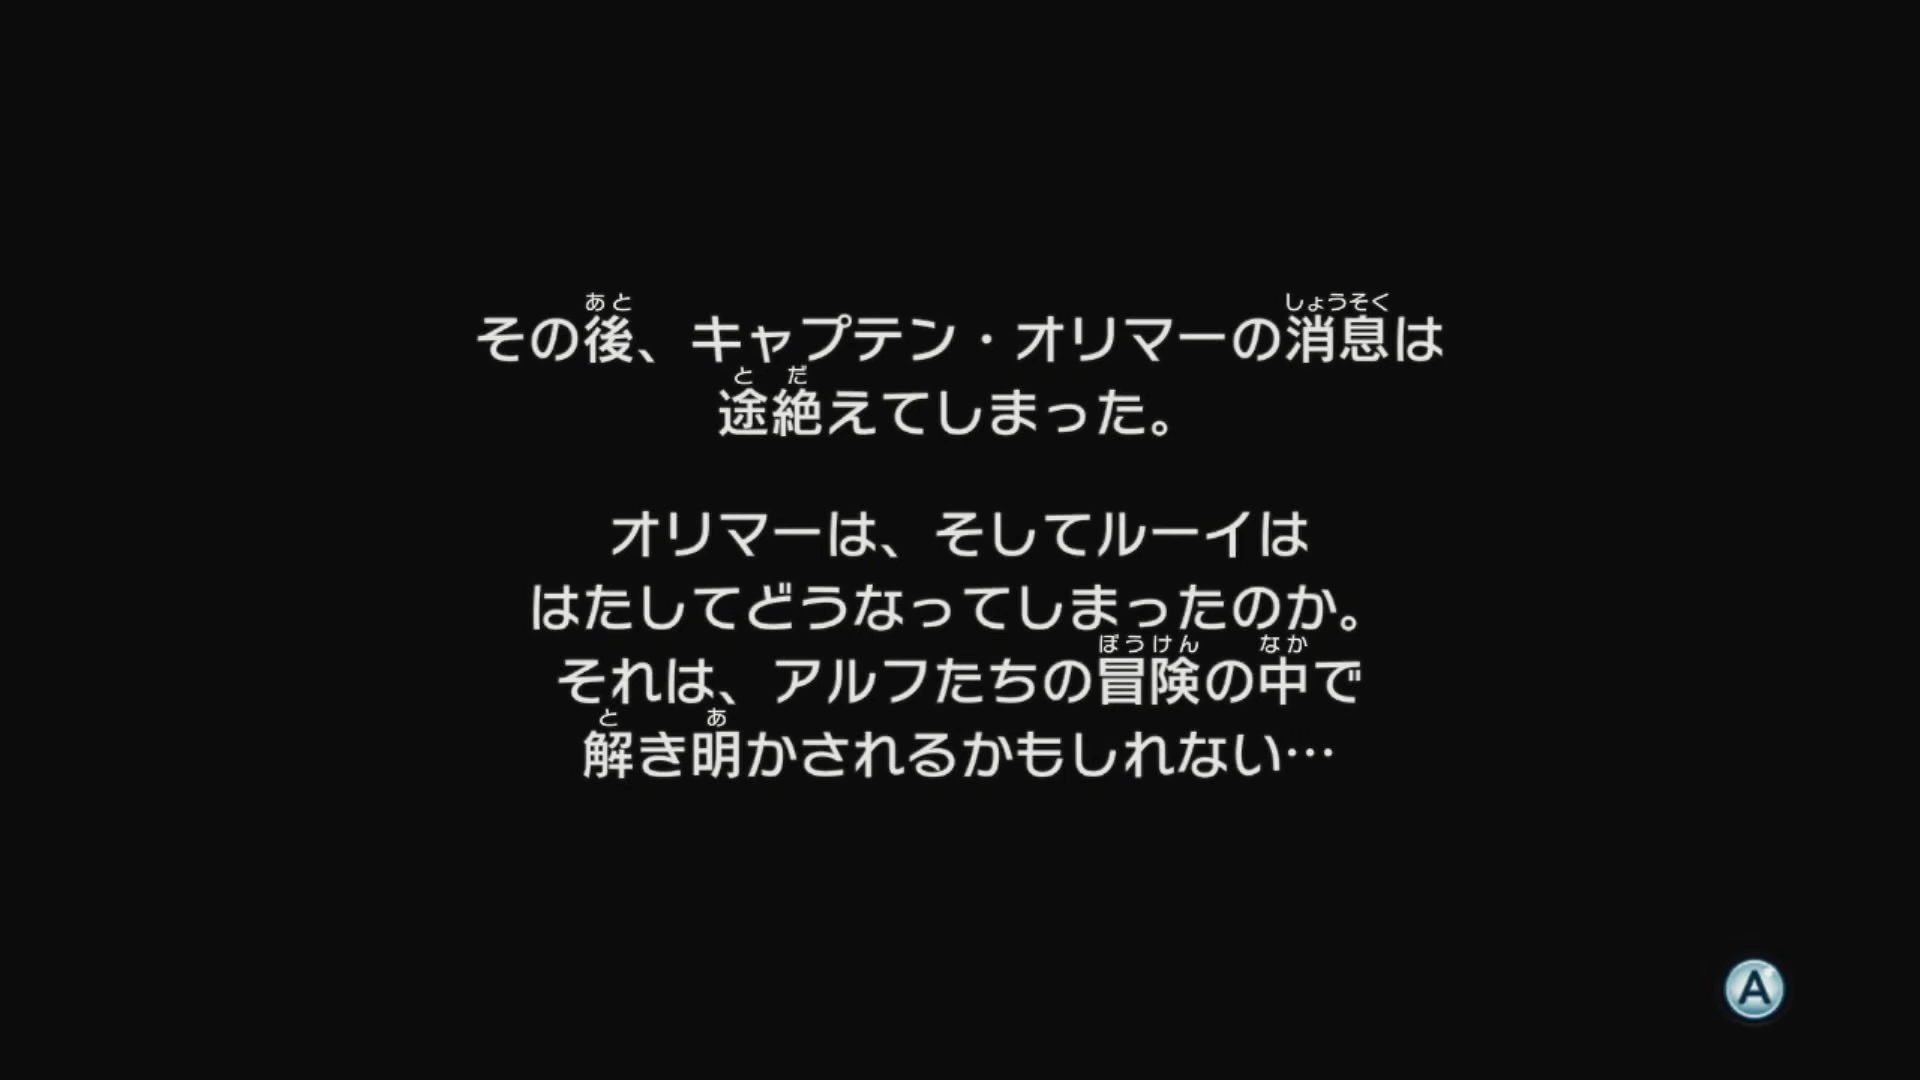 その後、キャプテン・オリマーの消息は
途絶えてしまった。
オリマーは、そしてルーイは
はたしてどうなってしまったのか。
それは、アルフたちの冒険の中で
解き明かされるかもしれない…
A